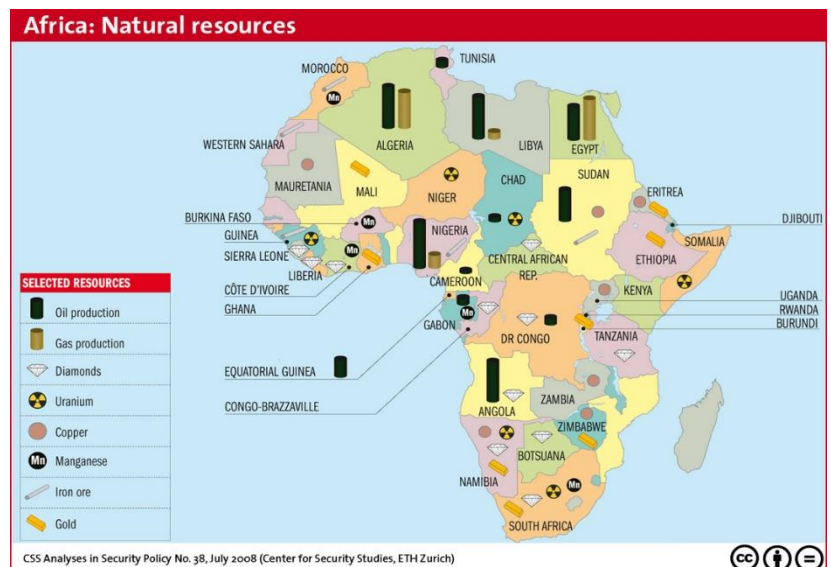 Africa: Natural resources
TUNISIA
MOROCCO
WESTERN SAHARA
ALGERIA
LIBYA
EGYPT
MAURETANIA
MALI
NIGER
CHAD
SUDAN
ERITREA
DJIBOUTI
BURKINA FASO
Mn
Mn
NIGERIA
GUINEA
SIERRA LEONE
LIBERIA
Mn
CENTRAL AFRICAN
REP.
ETHIOPIA
SOMALIA
CÔTE D'IVOIRE
GHANA
CAMEROON
GABON
Mn
DR CONGO
KENYA
UGANDA
RWANDA
BURUNDI
TANZANIA
EQUATORIAL GUINEA
CONGO-BRAZZAVILLE
ANGOLA
ZAMBIA
ZIMBABWE
NAMIBIA
BOTSUANA
Mn
SOUTH AFRICA
SELECTED RESOURCES
Oil production
Gas production
Diamonds
Uranium
Copper
Mn Manganese
Iron ore
Gold
CSS Analyses in Security Policy No. 38, July 2008 (Center for Security Studies, ETH Zurich)
cc